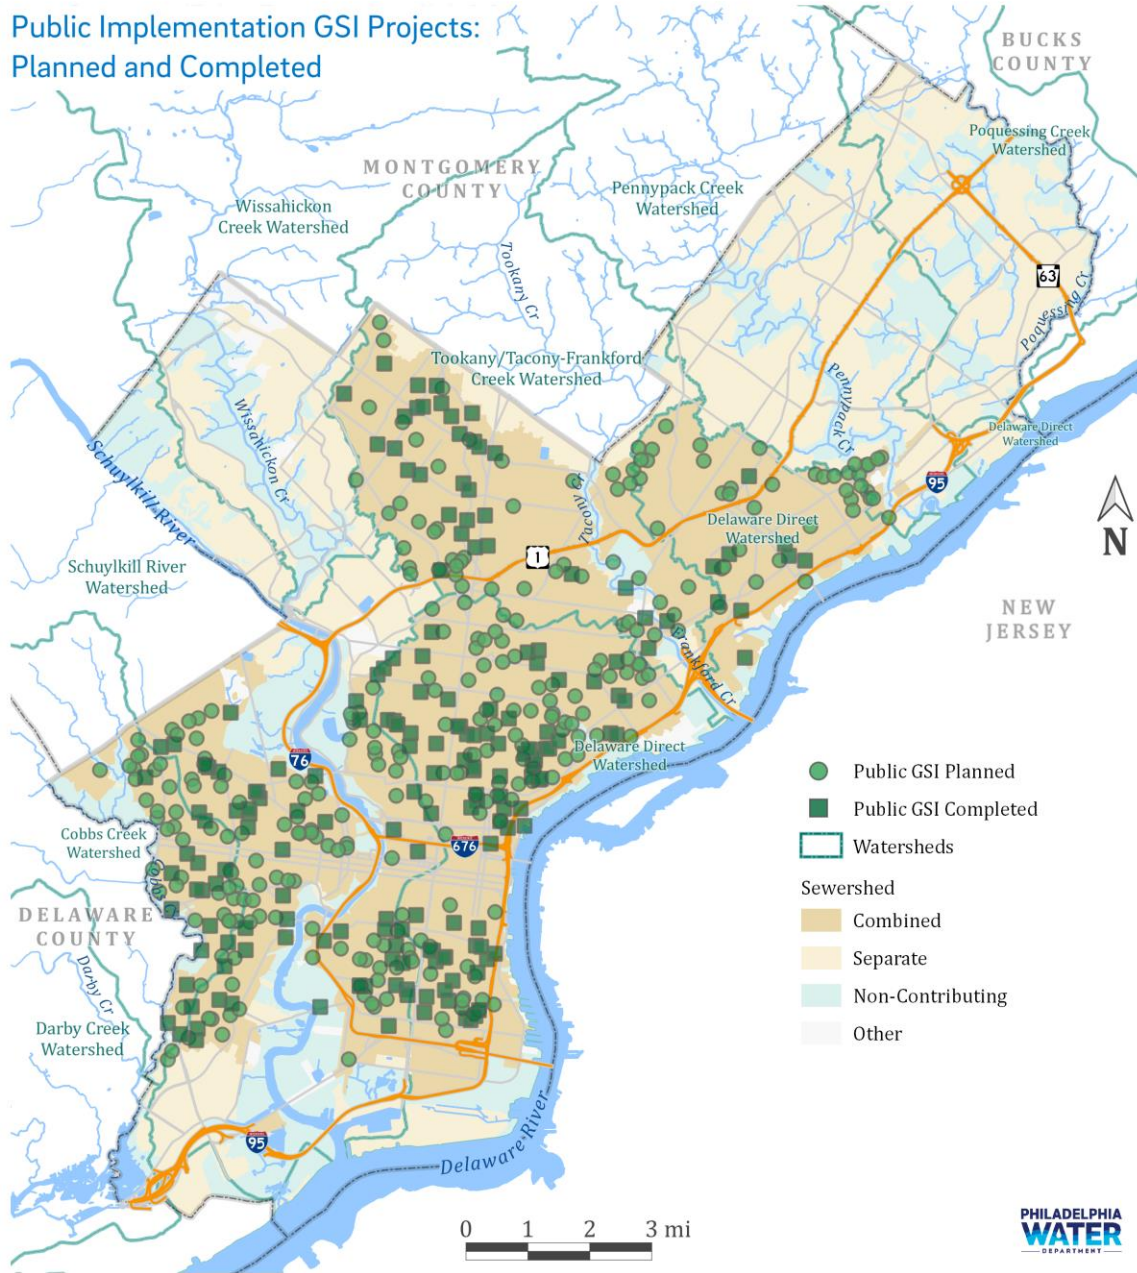 Public Implementation GSI Projects:
Planned and Completed
BUCKS
COUNTY
Poquessing Creek
Watershed
MONTGOMERY
COUNTY
Pennypack Creek
Watershed
Wissahickon
Creek Watershed
Tookany Cr
63
Poquessing Cr
Tookany/Tacony-Frankford
Creek Watershed
Pennypack Cr
Wissahickon Cr
Delaware Direct
Watershed
Schuylkill River
95
Tacony Cr
Delaware Direct
Watershed
N
1
Schuylkill River
Watershed
NEW
JERSEY
Frankford Cr
Delaware Direct
Watershed
76
Public GSI Planned
Public GSI Completed
Cobbs Creek
Watershed
676
Watersheds
Cobbs Cr
Sewershed
DELAWARE
COUNTY
Combined
Separate
Darby Cr
Non-Contributing
Darby Creek
Watershed
Other
95
Delaware River
0 1 2 3 mi
PHILADELPHIA
WATER
DEPARTMENT